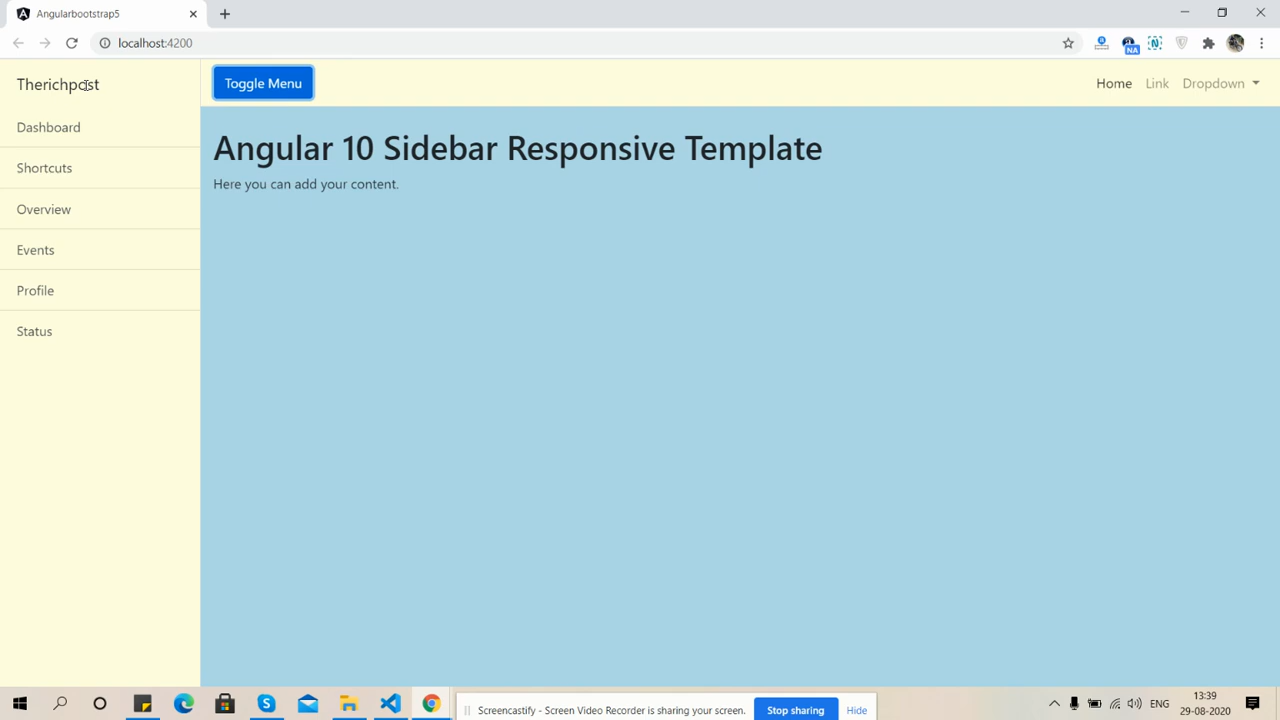 Angularbootstrap5
localhost:4200
NA
Therichpost
Toggle Menu
Home Link Dropdown
Dashboard
Shortcuts
Overview
Events
Profile
Status
Angular 10 Sidebar Responsive Template
Here you can add your content.
Screencastify - Screen Video Recorder is sharing your screen.
Stop sharing
Hide
ENG
13:39
29-08-2020